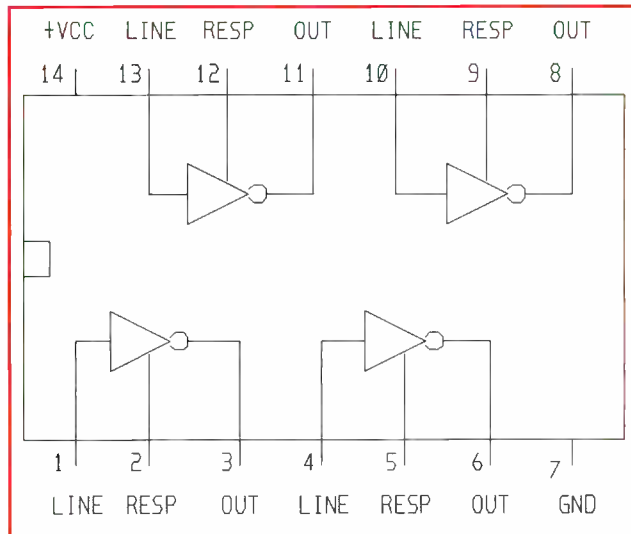 +VCC LINE RESP OUT LINE RESP OUT
14 13 12 11 10 9 8
1 2 3 4 5 6 7
LINE RESP OUT LINE RESP OUT GND